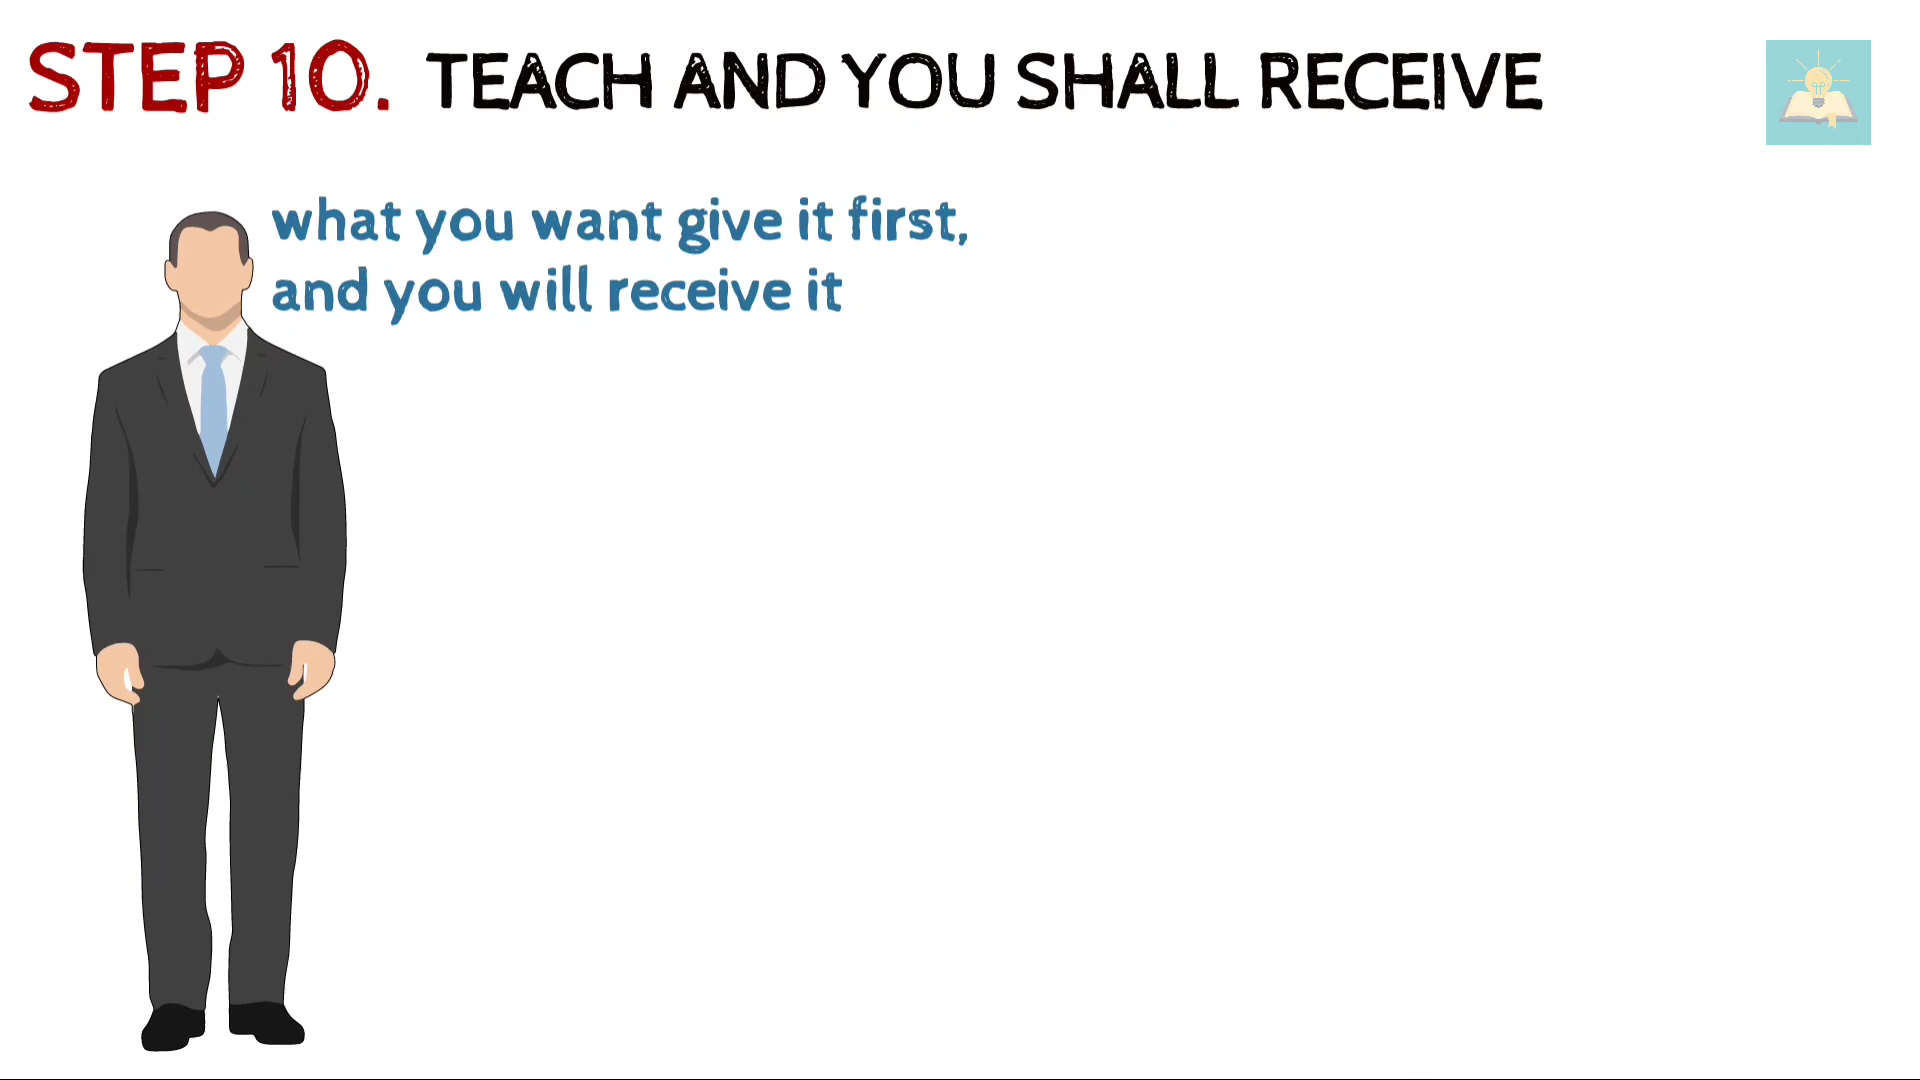 STEP 10. TEACH AND YOU SHALL RECEIVE
what you want give it first,
and you will receive it